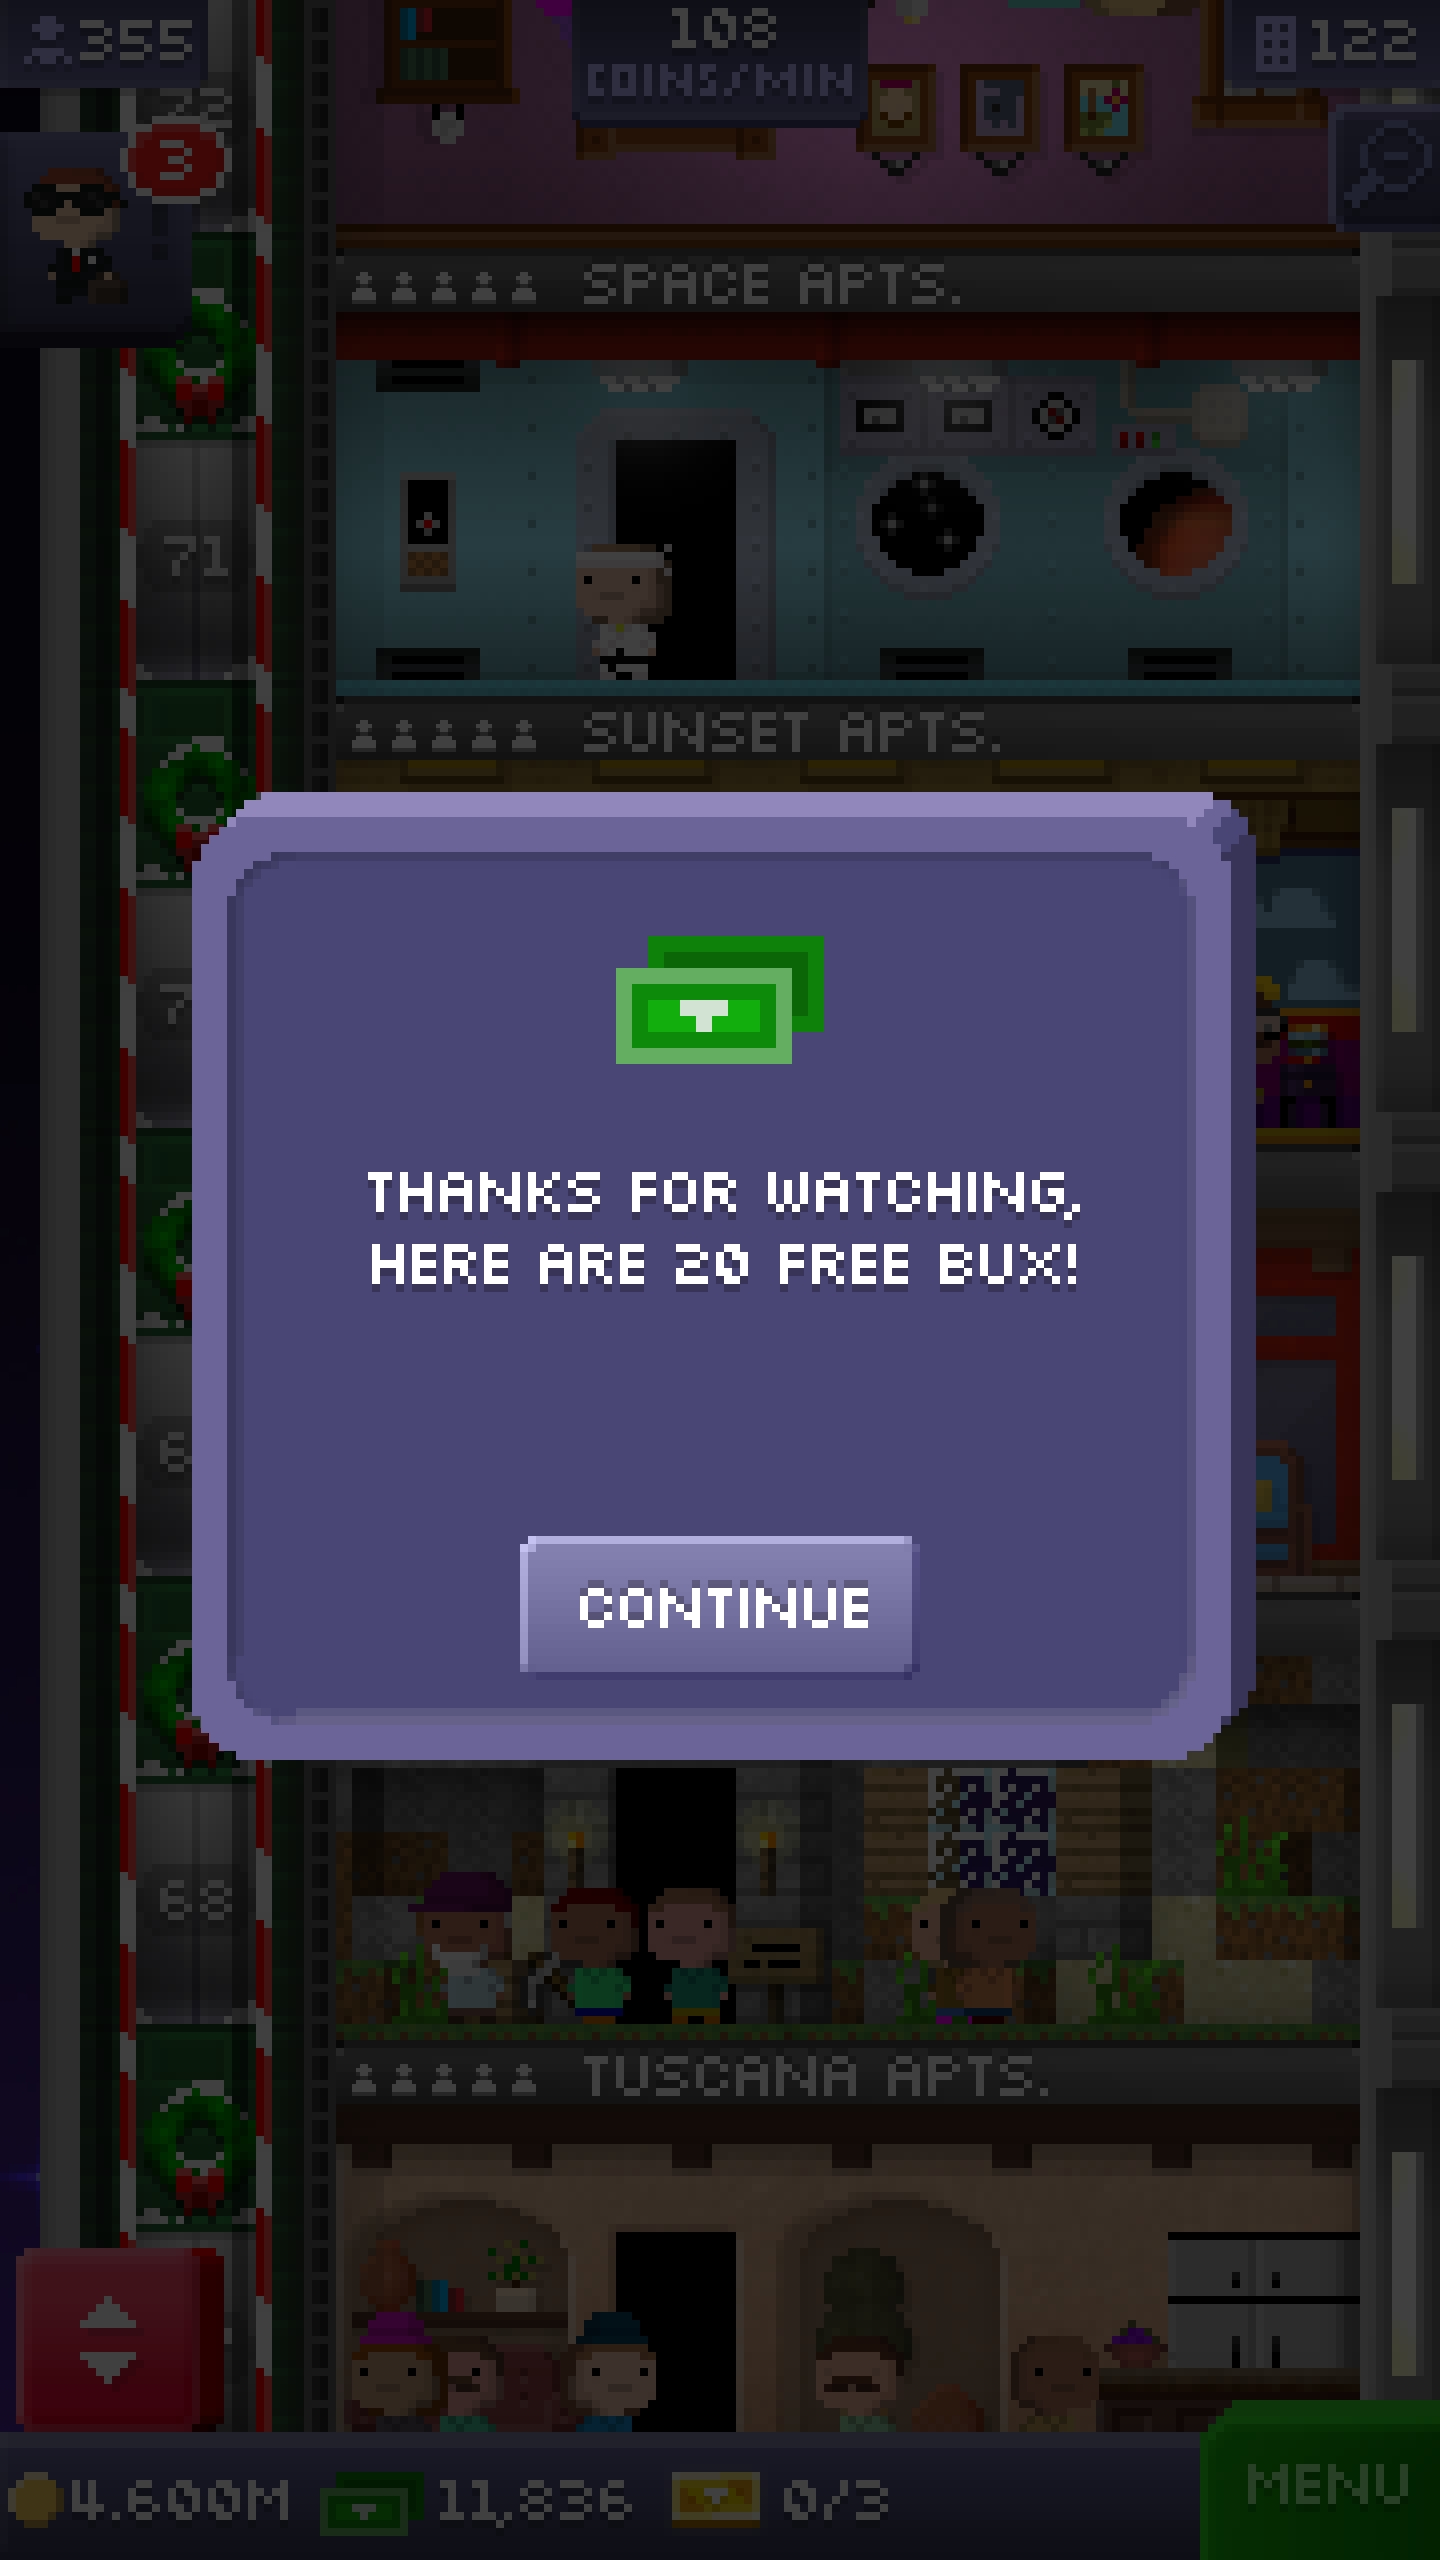 355
108
COINS/MIN
122
3
SPACE APTS.
71
SUNSET APTS.
THANKS FOR WATCHING,
HERE ARE 20 FREE BUX!
CONTINUE
68
TUSCANA APTS.
4.600M
11,836
0/3
MENU